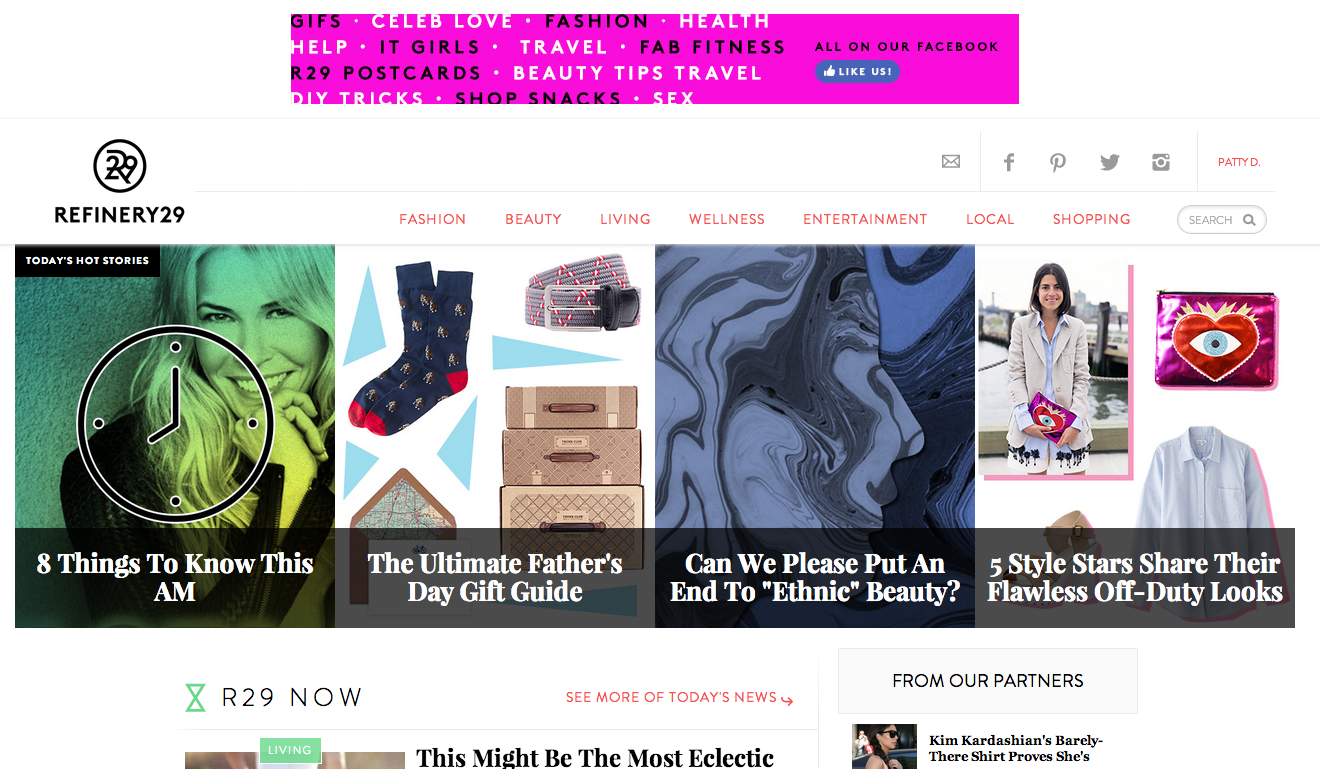 GIFS • CELEB LOVE • FASHION • HEALTH
HELP • IT GIRLS • TRAVEL • FAB FITNESS
R29 POSTCARDS • BEAUTY TIPS TRAVEL
DIY TRICKS • SHOP SNACKS • SEX
ALL ON OUR FACEBOOK
LIKE US!
R29
REFINERY29
PATTY D.
FASHION BEAUTY LIVING WELLNESS ENTERTAINMENT LOCAL SHOPPING
SEARCH
TODAY'S HOT STORIES
8 Things To Know This
AM
The Ultimate Father's
Day Gift Guide
Can We Please Put An
End To "Ethnic" Beauty?
5 Style Stars Share Their
Flawless Off-Duty Looks
R29 NOW
SEE MORE OF TODAY'S NEWS
LIVING
This Might Be The Most Eclectic
FROM OUR PARTNERS
Kim Kardashian's Barely-
There Shirt Proves She's